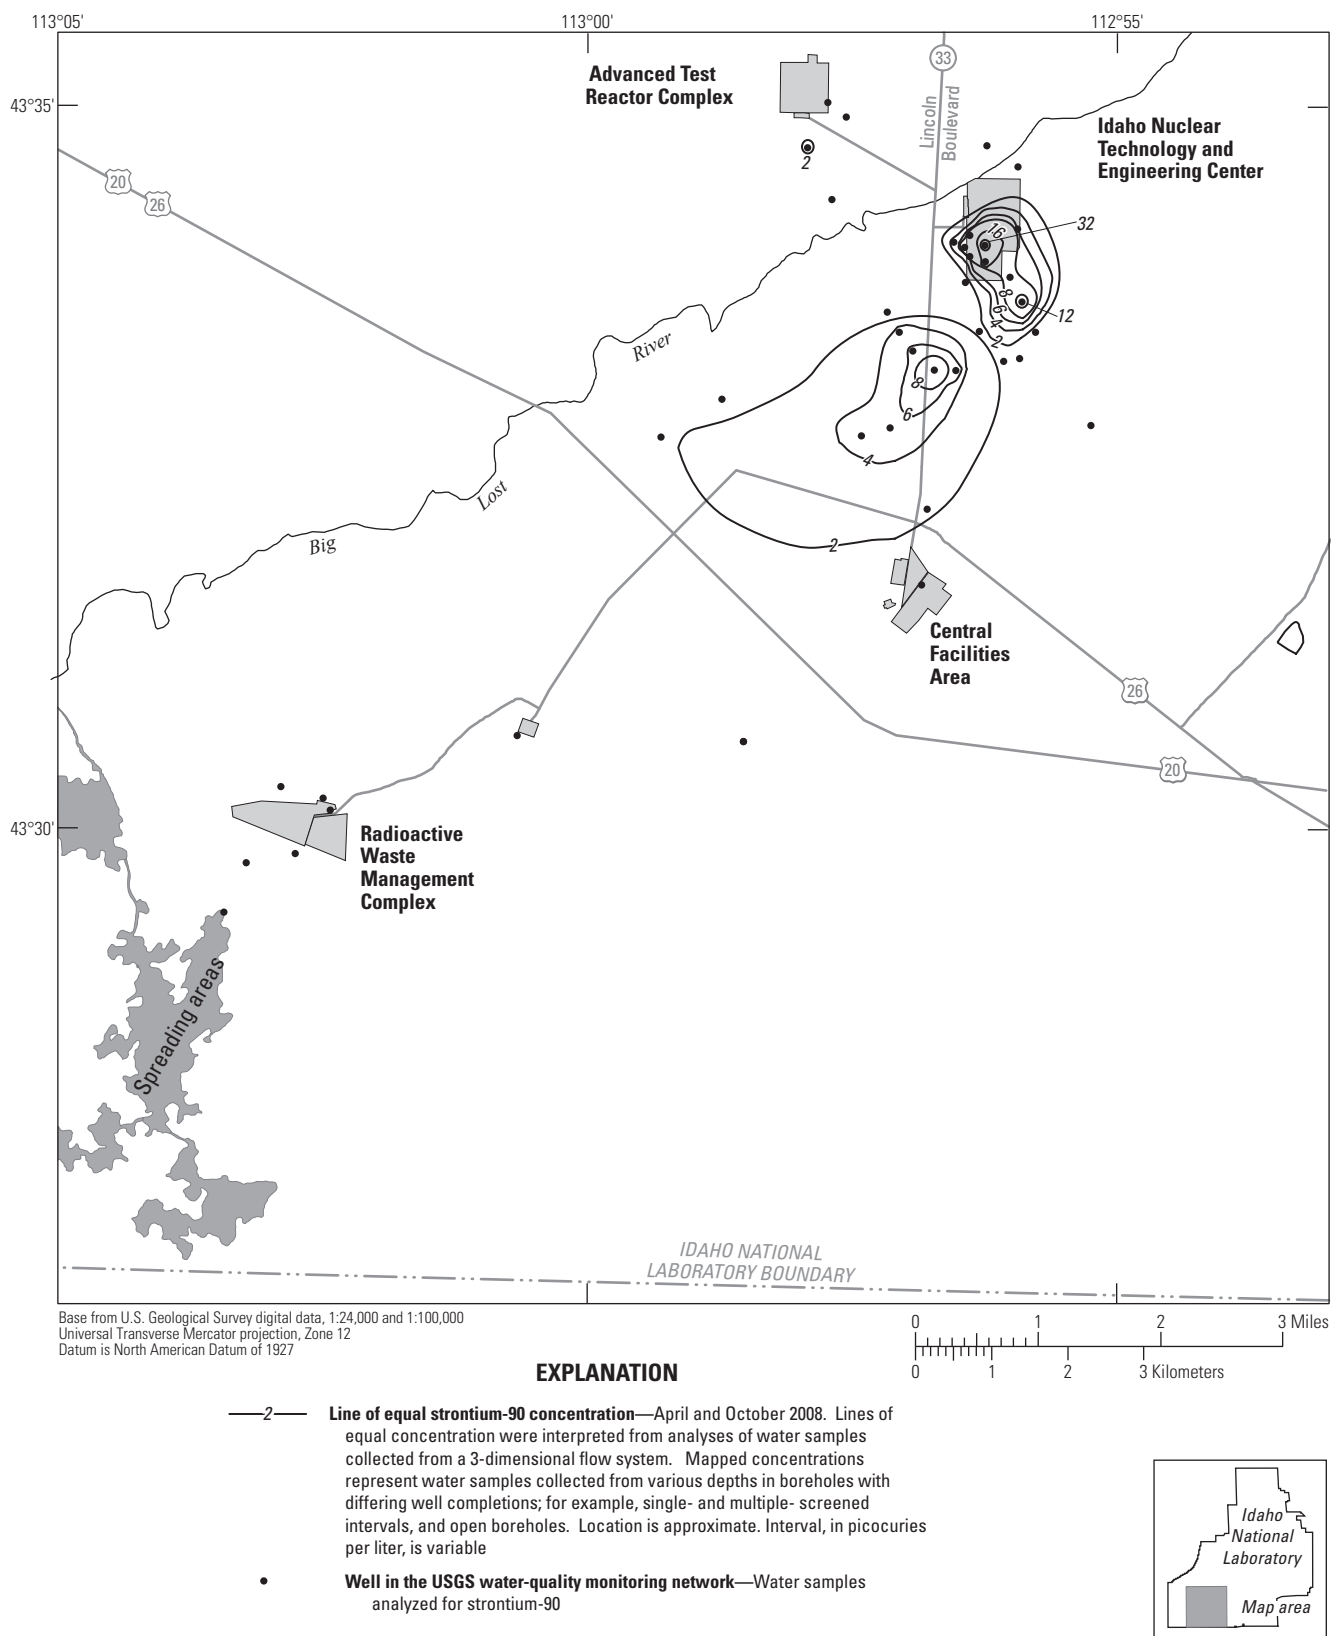 113°05'
113°00'
112°55'
33
Advanced Test
Reactor Complex
43°35'
Lincoln
Boulevard
Idaho Nuclear
Technology and
Engineering Center
2
20
26
16
32
8
6
4
2
12
River
8
6
4
2
Lost
Big
Central
Facilities
Area
26
20
43°30'
Radioactive
Waste
Management
Complex
Spreading areas
IDAHO NATIONAL
LABORATORY BOUNDARY
Base from U.S. Geological Survey digital data, 1:24,000 and 1:100,000
Universal Transverse Mercator projection, Zone 12
Datum is North American Datum of 1927
0 1 2 3 Miles
0 1 2 3 Kilometers
EXPLANATION
2 Line of equal strontium-90 concentration—April and October 2008. Lines of
equal concentration were interpreted from analyses of water samples
collected from a 3-dimensional flow system. Mapped concentrations
represent water samples collected from various depths in boreholes with
differing well completions; for example, single- and multiple- screened
intervals, and open boreholes. Location is approximate. Interval, in picocuries
per liter, is variable
Well in the USGS water-quality monitoring network—Water samples
analyzed for strontium-90
Idaho
National
Laboratory
Map area